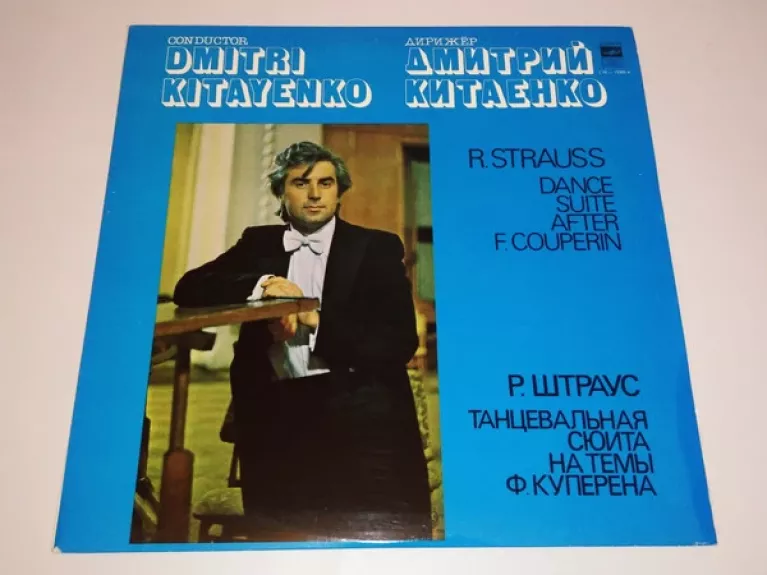 CONDUCTOR
DMITRI
KITAYENKO
ДИРИЖЁР
ДМИТРИЙ
КИТАЕНКО
R. STRAUSS
DANCE
SUITE
AFTER
F. COUPERIN
Р. ШТРАУС
ТАНЦЕВАЛЬНАЯ
СЮИТА
НА ТЕМЫ
Ф. КУПЕРЕНА